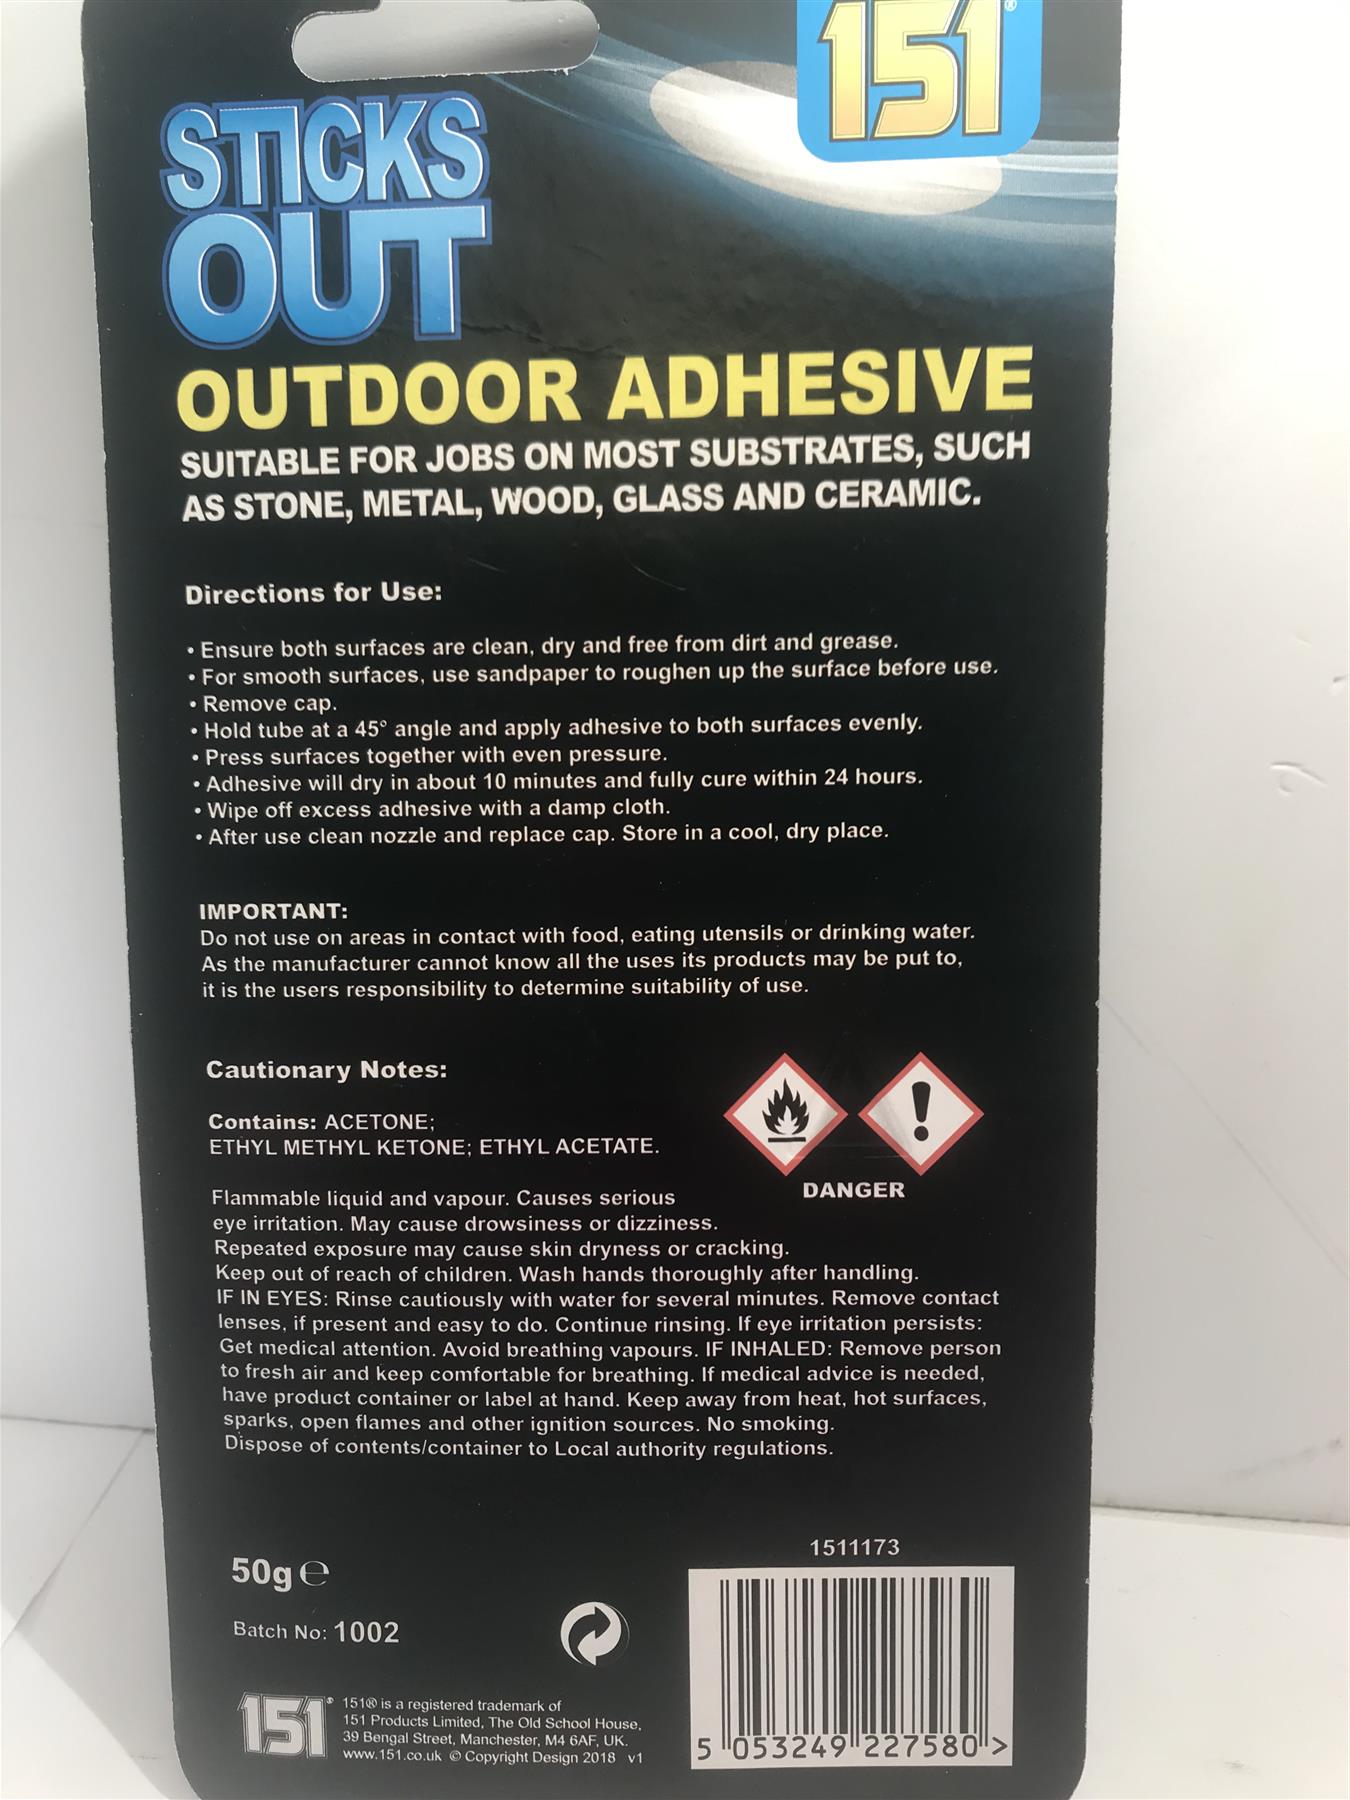 151®
STICKS
OUT
OUTDOOR ADHESIVE
SUITABLE FOR JOBS ON MOST SUBSTRATES, SUCH
AS STONE, METAL, WOOD, GLASS AND CERAMIC.
Directions for Use:
• Ensure both surfaces are clean, dry and free from dirt and grease.
• For smooth surfaces, use sandpaper to roughen up the surface before use.
• Remove cap.
• Hold tube at a 45° angle and apply adhesive to both surfaces evenly.
• Press surfaces together with even pressure.
• Adhesive will dry in about 10 minutes and fully cure within 24 hours.
• Wipe off excess adhesive with a damp cloth.
• After use clean nozzle and replace cap. Store in a cool, dry place.
IMPORTANT:
Do not use on areas in contact with food, eating utensils or drinking water.
As the manufacturer cannot know all the uses its products may be put to,
it is the users responsibility to determine suitability of use.
Cautionary Notes:
Contains: ACETONE;
ETHYL METHYL KETONE; ETHYL ACETATE.
DANGER
Flammable liquid and vapour. Causes serious
eye irritation. May cause drowsiness or dizziness.
Repeated exposure may cause skin dryness or cracking.
Keep out of reach of children. Wash hands thoroughly after handling.
IF IN EYES: Rinse cautiously with water for several minutes. Remove contact
lenses, if present and easy to do. Continue rinsing. If eye irritation persists:
Get medical attention. Avoid breathing vapours. IF INHALED: Remove person
to fresh air and keep comfortable for breathing. If medical advice is needed,
have product container or label at hand. Keep away from heat, hot surfaces,
sparks, open flames and other ignition sources. No smoking.
Dispose of contents/container to Local authority regulations.
50g ℮
Batch No: 1002
1511173
5 053249 227580 >
151®
151® is a registered trademark of
151 Products Limited, The Old School House,
39 Bengal Street, Manchester, M4 6AF, UK.
www.151.co.uk © Copyright Design 2018 v1